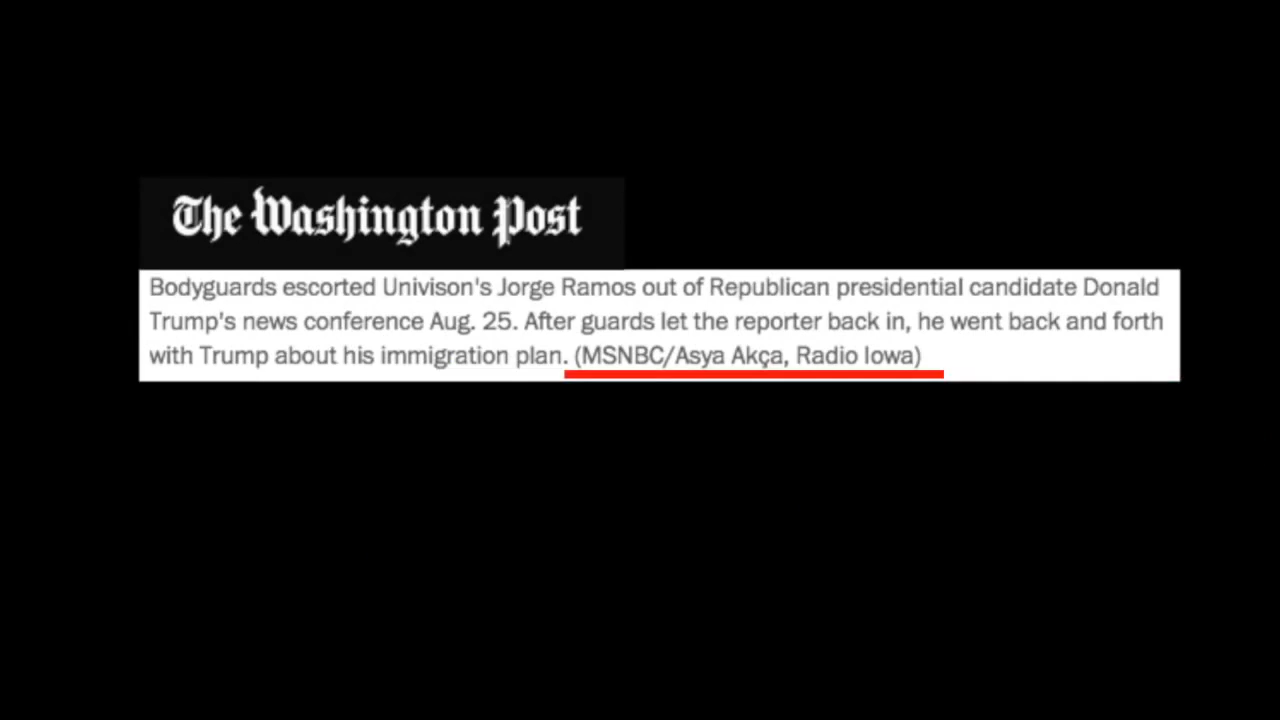 The Washington Post
Bodyguards escorted Univison's Jorge Ramos out of Republican presidential candidate Donald
Trump's news conference Aug. 25. After guards let the reporter back in, he went back and forth
with Trump about his immigration plan. (MSNBC/Asya Akça, Radio Iowa)